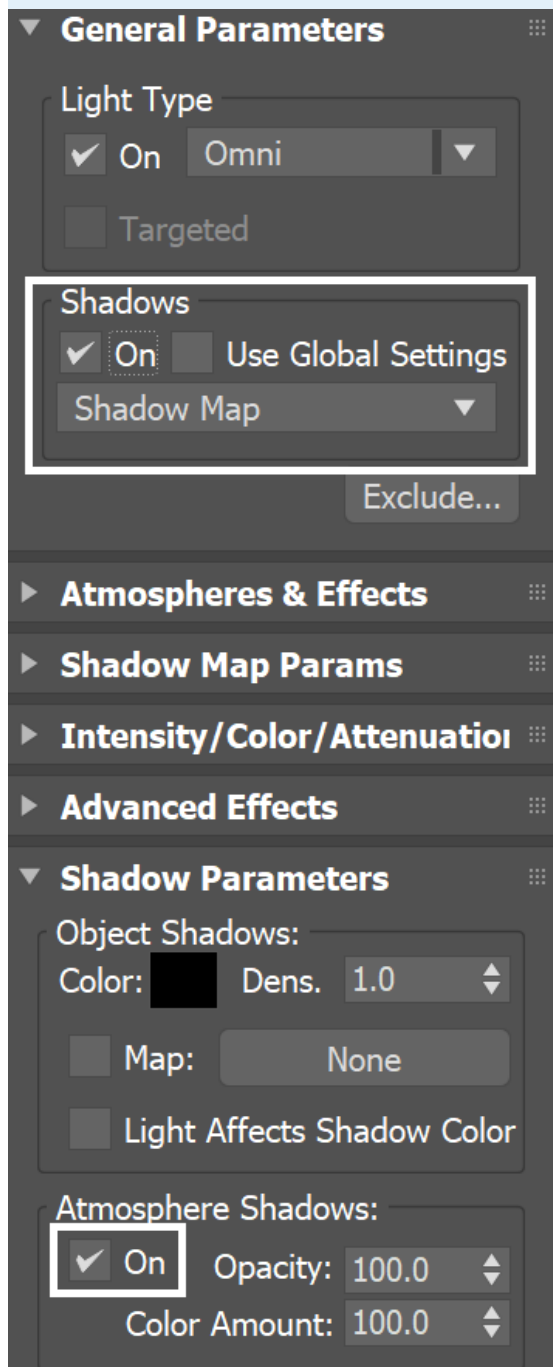 General Parameters
Light Type
On Omni
Targeted
Shadows
On Use Global Settings
Shadow Map
Exclude...
Atmospheres & Effects
Shadow Map Params
Intensity/Color/Attenuation
Advanced Effects
Shadow Parameters
Object Shadows:
Color: Dens. 1.0
Map: None
Light Affects Shadow Color
Atmosphere Shadows:
On Opacity: 100.0
Color Amount: 100.0